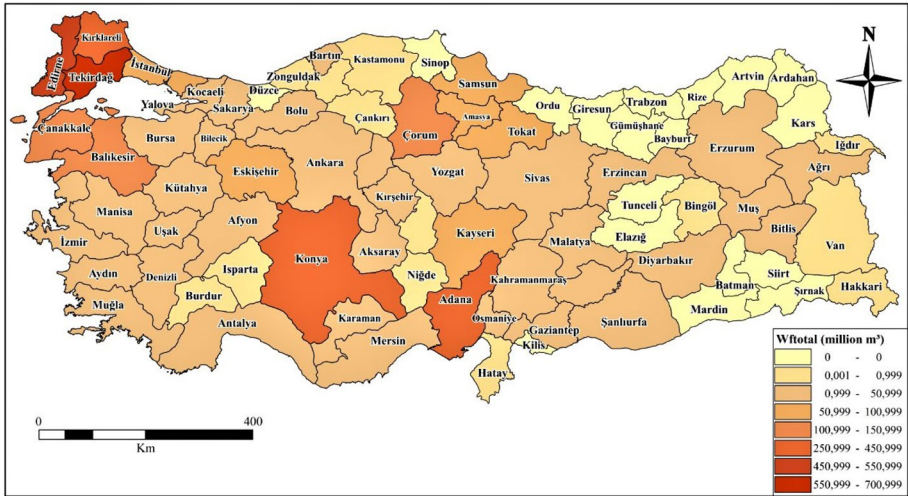 N
Kırklareli
Edirne
Tekirdağ
İstanbul
Kocaeli
Yalova
Sakarya
Düzce
Zonguldak
Bartın
Kastamonu
Sinop
Samsun
Çankırı
Bolu
Çorum
Amasya
Tokat
Ordu
Giresun
Trabzon
Rize
Artvin
Ardahan
Gümüşhane
Bayburt
Kars
Iğdır
Erzurum
Ağrı
Çanakkale
Balıkesir
Bursa
Bilecik
Eskişehir
Ankara
Kırşehir
Yozgat
Sivas
Erzincan
Tunceli
Bingöl
Muş
Bitlis
Van
Elazığ
Kütahya
Manisa
Uşak
Afyon
Konya
Aksaray
Kayseri
Malatya
Diyarbakır
Batman
Siirt
Şırnak
Hakkari
Mardin
İzmir
Aydın
Denizli
Isparta
Burdur
Muğla
Antalya
Karaman
Mersin
Niğde
Adana
Kahramanmaraş
Osmaniye
Gaziantep
Kilis
Şanlıurfa
Hatay
0 400
Km
Wftotal (million m³)
0 - 0
0,001 - 0,999
0,999 - 50,999
50,999 - 100,999
100,999 - 150,999
250,999 - 450,999
450,999 - 550,999
550,999 - 700,999